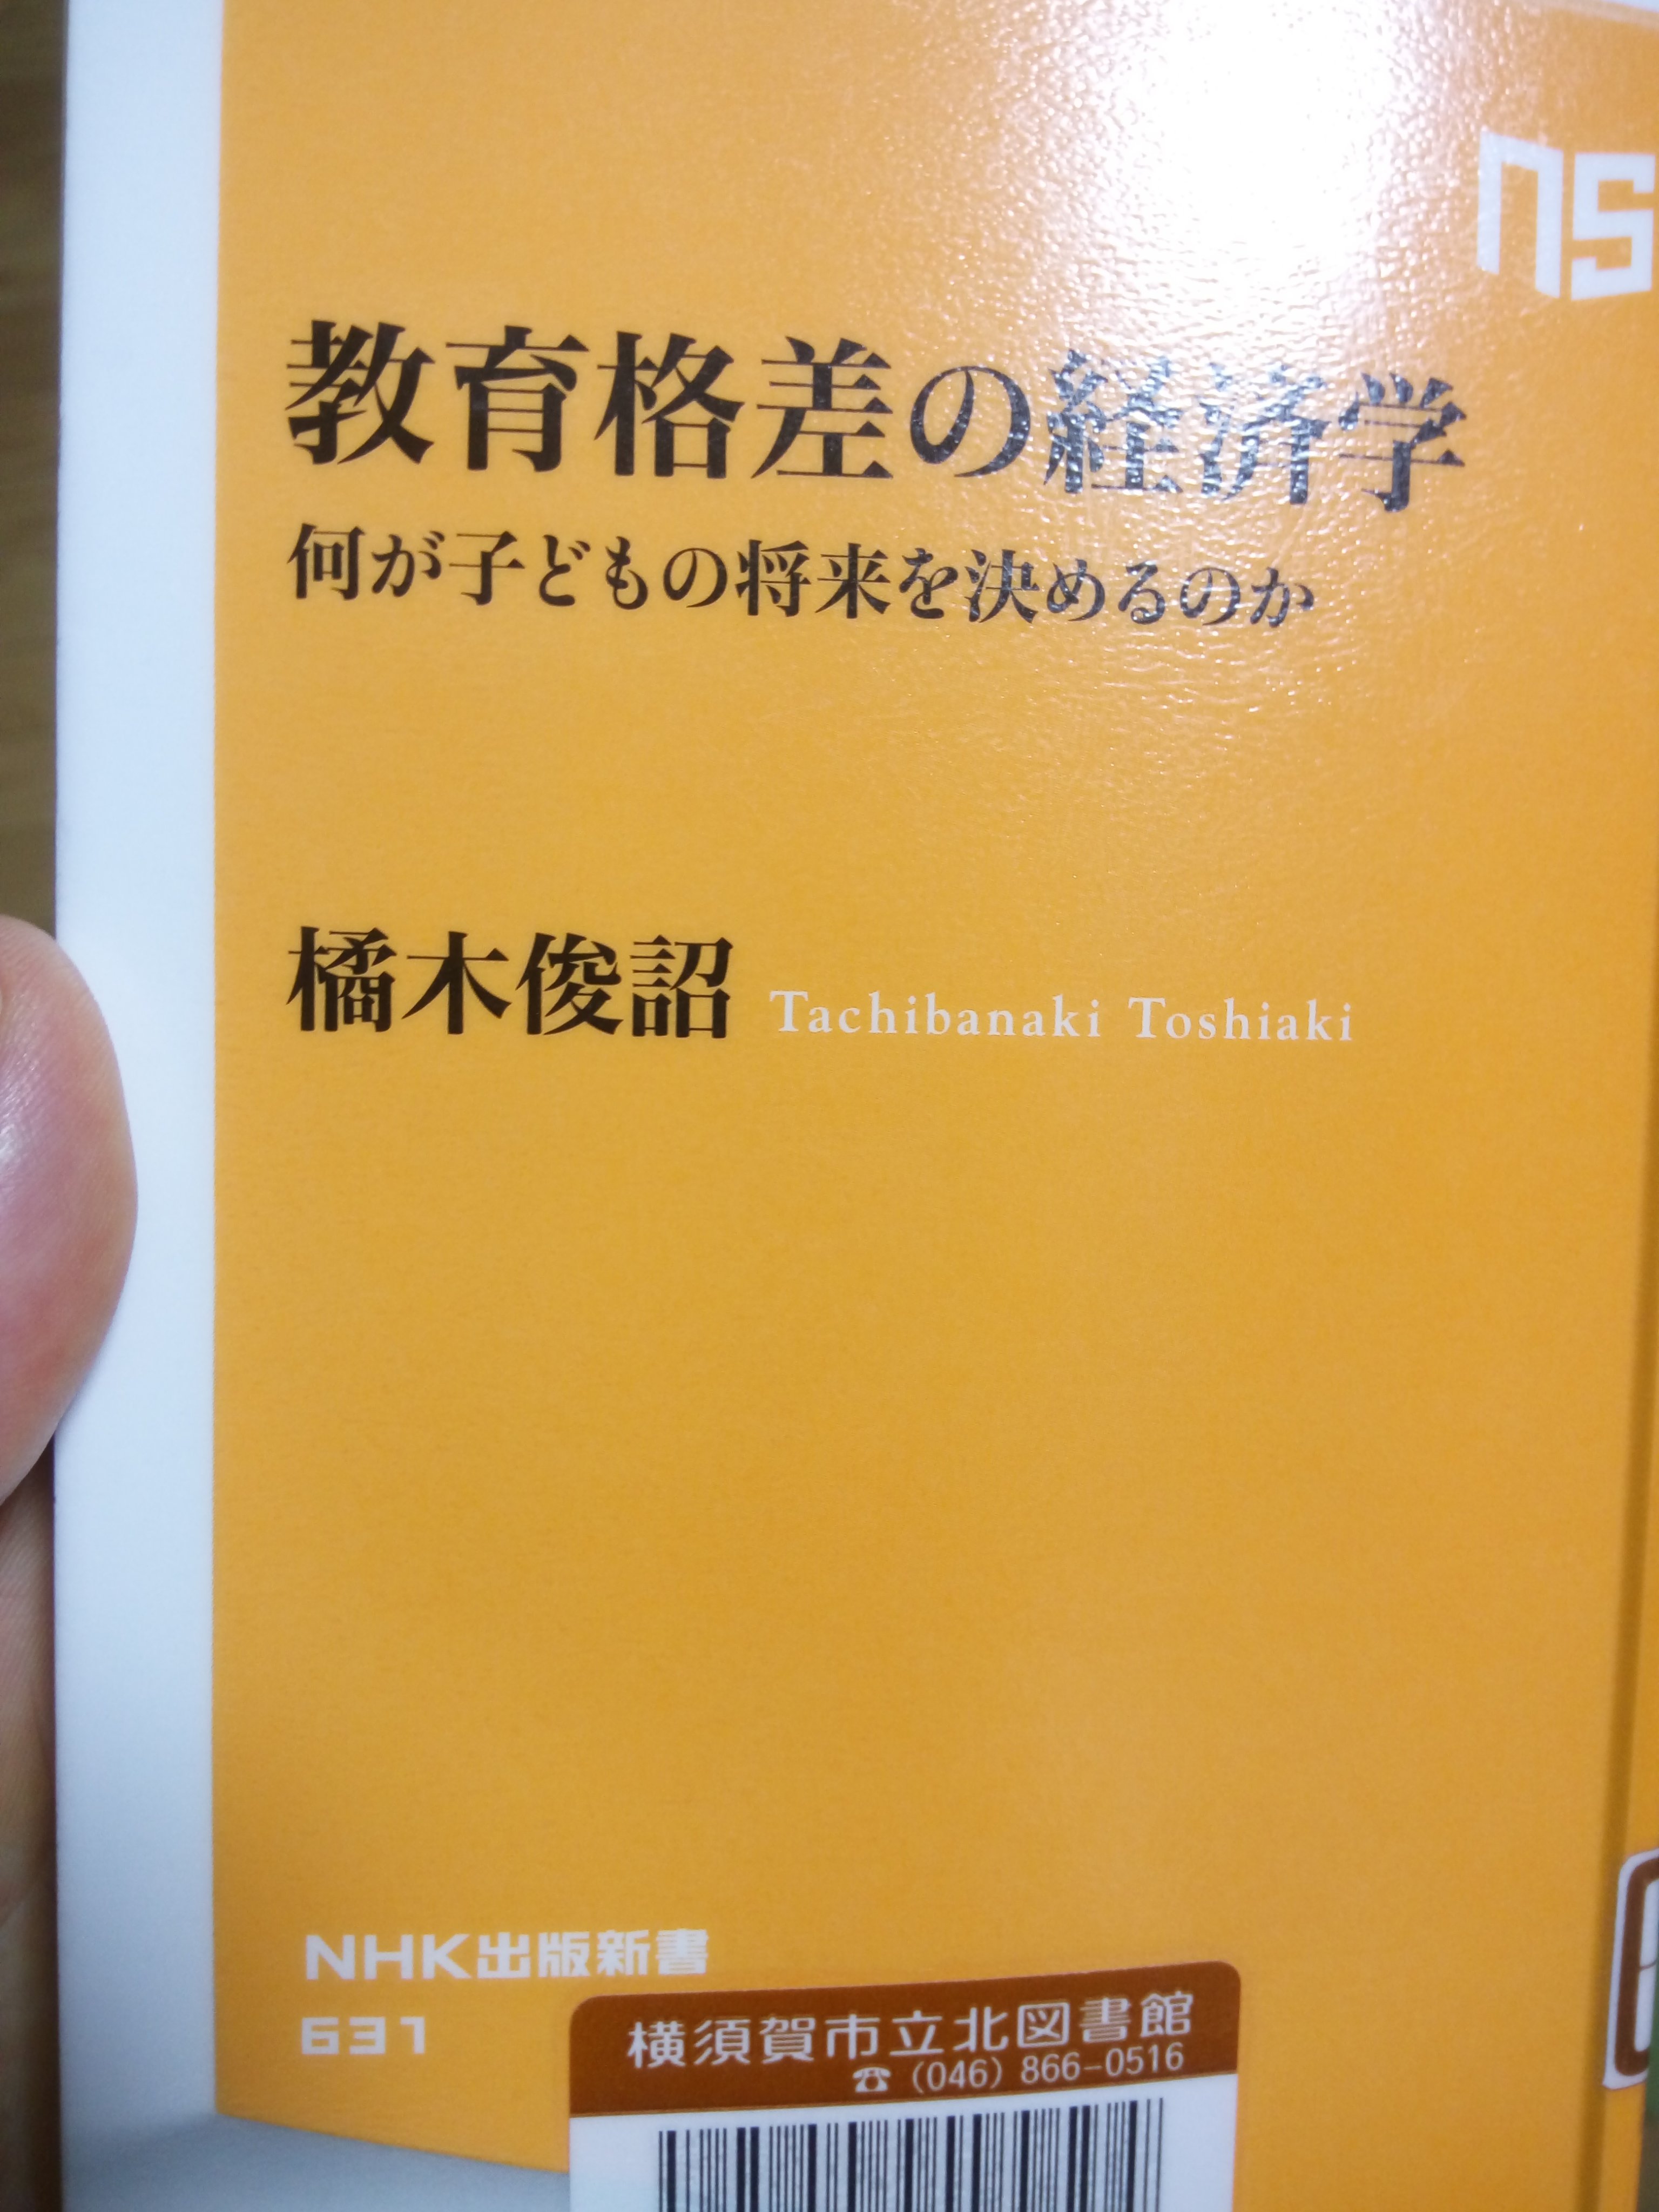 ns
教育格差の経済学
何が子どもの将来を決めるのか
橘木俊詔 Tachibanaki Toshiaki
NHK出版新書
631
横須賀市立北図書館
☎ (046) 866-0516